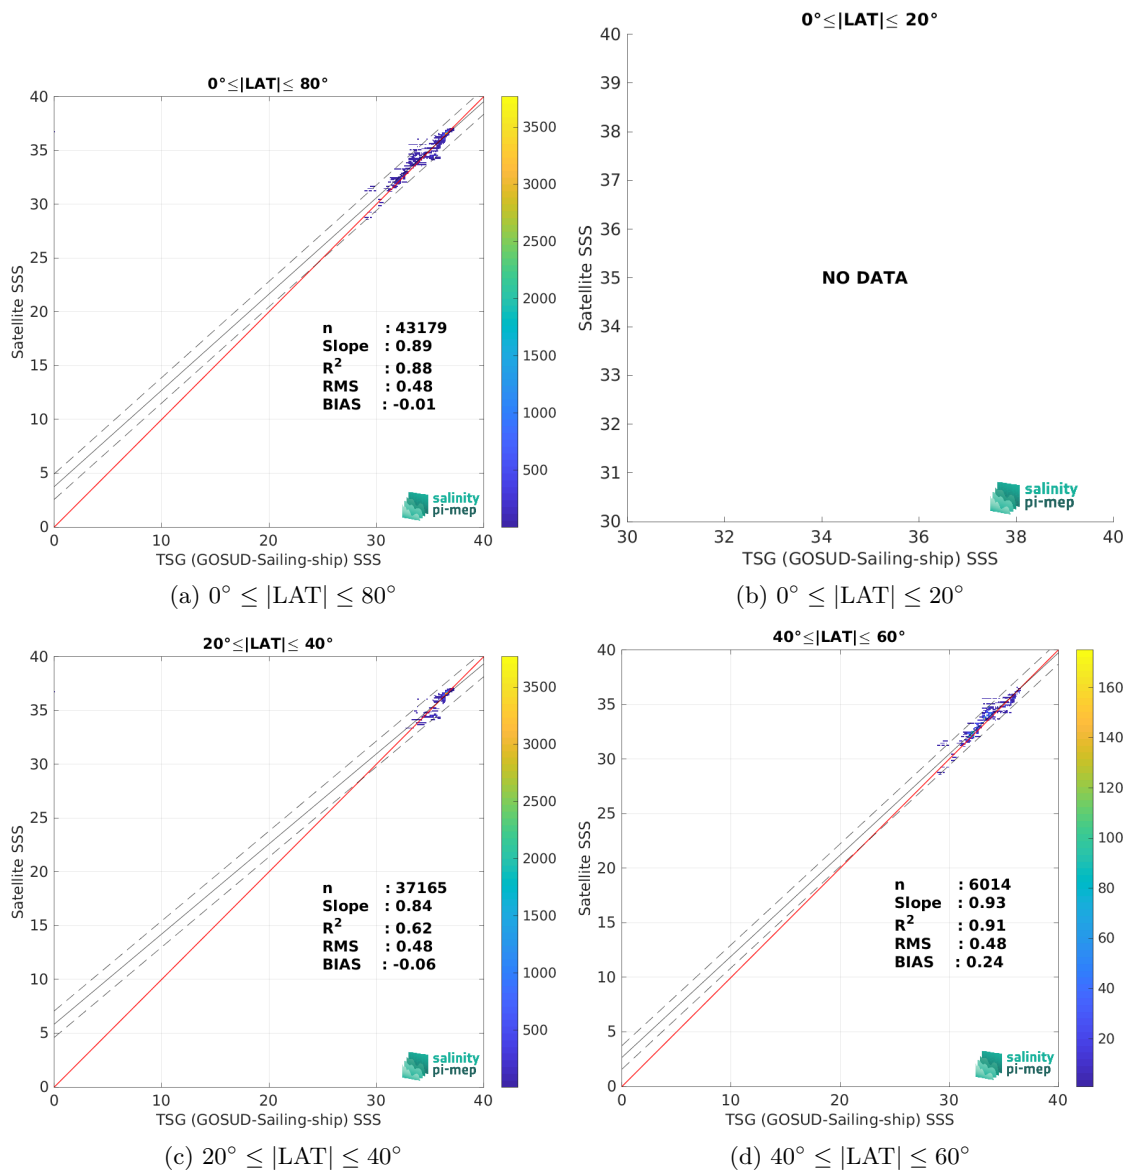 0°≤|LAT|≤ 80°
40
35
30
25
20
15
10
5
0
0
10
20
30
40
Satellite SSS
TSG (GOSUD-Sailing-ship) SSS
n : 43179
Slope : 0.89
R² : 0.88
RMS : 0.48
BIAS : -0.01
salinity
pi-mep
3500
3000
2500
2000
1500
1000
500
(a) 0° ≤ |LAT| ≤ 80°
0°≤|LAT|≤ 20°
40
39
38
37
36
35
34
33
32
31
30
30
32
34
36
38
40
Satellite SSS
NO DATA
TSG (GOSUD-Sailing-ship) SSS
salinity
pi-mep
(b) 0° ≤ |LAT| ≤ 20°
20°≤|LAT|≤ 40°
40
35
30
25
20
15
10
5
0
0
10
20
30
40
Satellite SSS
TSG (GOSUD-Sailing-ship) SSS
n : 37165
Slope : 0.84
R² : 0.62
RMS : 0.48
BIAS : -0.06
salinity
pi-mep
3500
3000
2500
2000
1500
1000
500
(c) 20° ≤ |LAT| ≤ 40°
40°≤|LAT|≤ 60°
40
35
30
25
20
15
10
5
0
0
10
20
30
40
Satellite SSS
TSG (GOSUD-Sailing-ship) SSS
n : 6014
Slope : 0.93
R² : 0.91
RMS : 0.48
BIAS : 0.24
salinity
pi-mep
160
140
120
100
80
60
40
20
(d) 40° ≤ |LAT| ≤ 60°